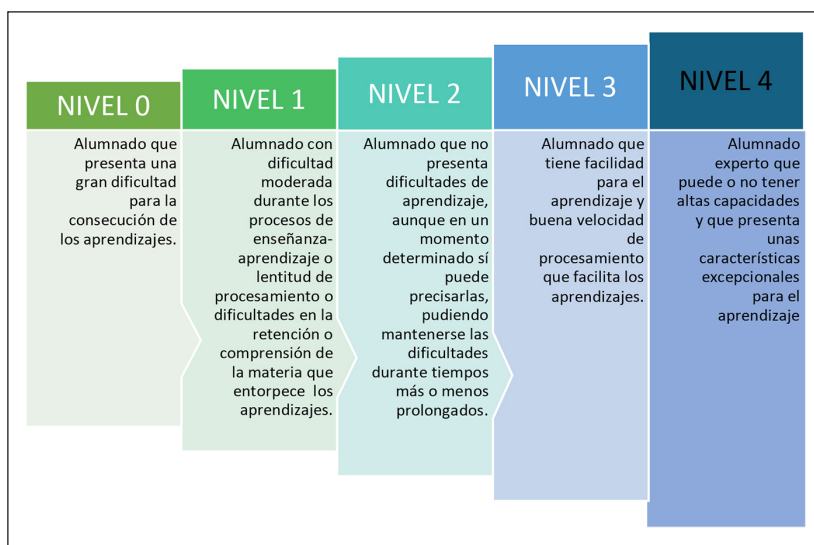 NIVEL 0
Alumnado que
presenta una
gran dificultad
para la
consecución de
los aprendizajes.
NIVEL 1
Alumnado con
dificultad
moderada
durante los
procesos de
enseñanza-
aprendizaje o
lentitud de
procesamiento o
dificultades en la
retención o
comprensión de
la materia que
entorpece los
aprendizajes.
NIVEL 2
Alumnado que no
presenta
dificultades de
aprendizaje,
aunque en un
momento
determinado sí
puede
precisarlas,
pudiendo
mantenerse las
dificultades
durante tiempos
más o menos
prolongados.
NIVEL 3
Alumnado que
tiene facilidad
para el
aprendizaje y
buena velocidad
de
procesamiento
que facilita los
aprendizajes.
NIVEL 4
Alumnado
experto que
puede o no tener
altas capacidades
y que presenta
unas
características
excepcionales
para el
aprendizaje